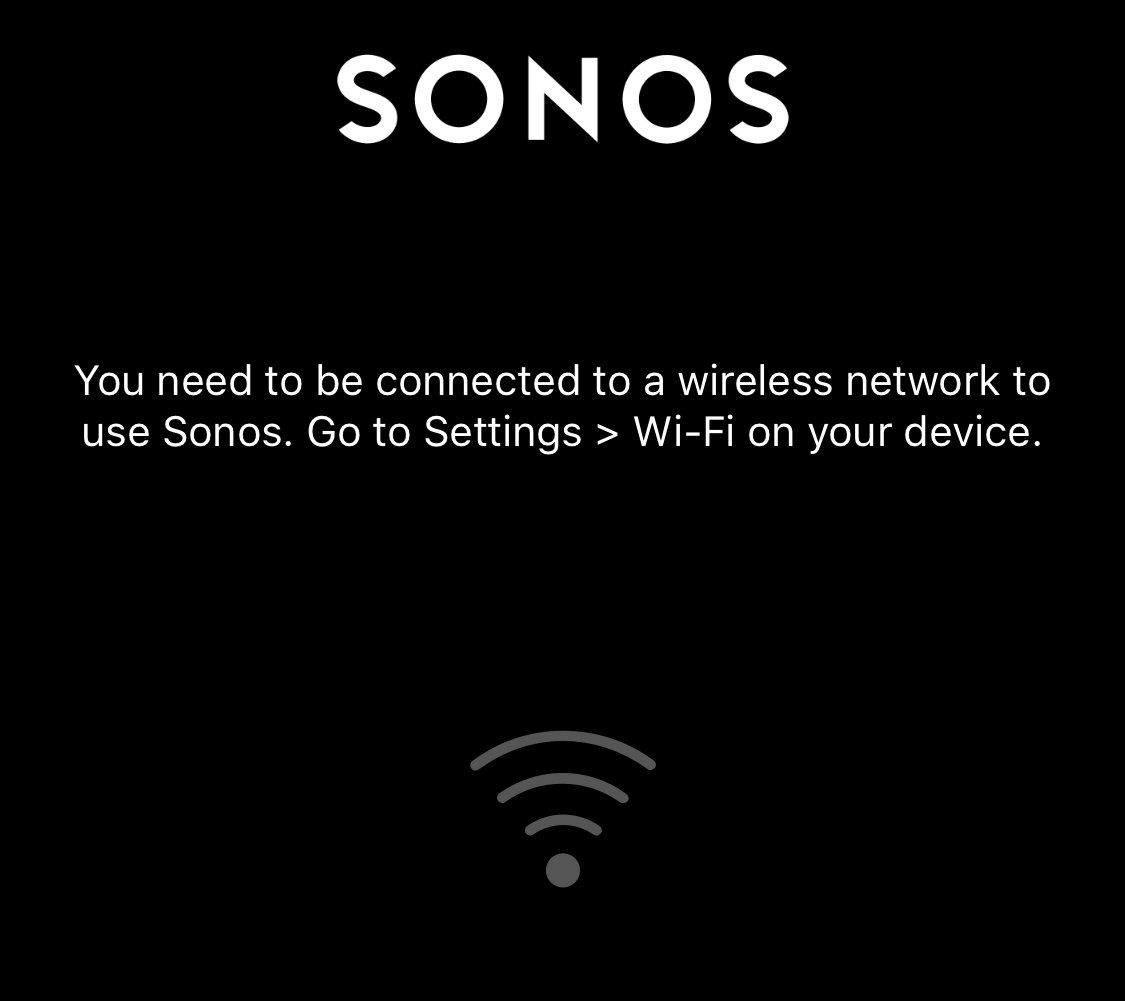 SONOS
You need to be connected to a wireless network to
use Sonos. Go to Settings > Wi-Fi on your device.